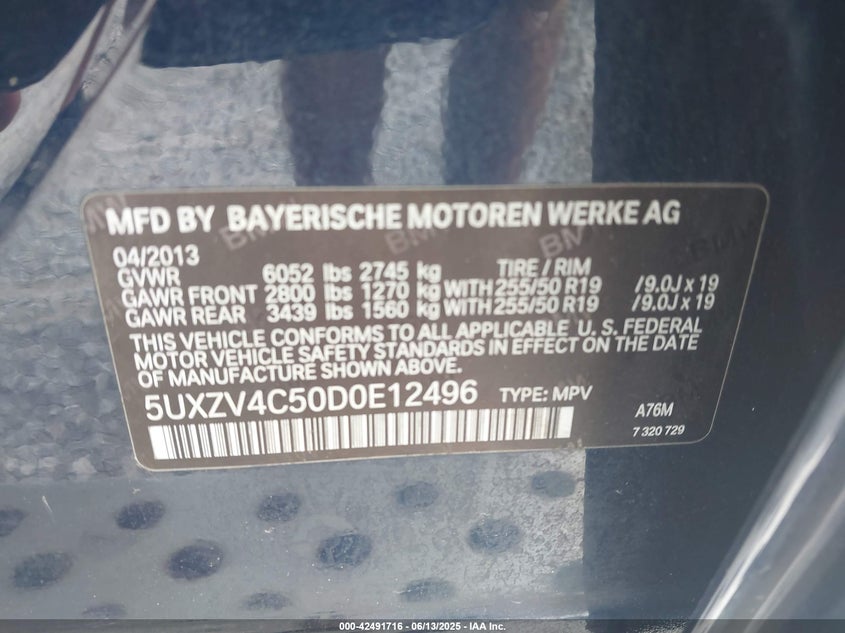 MFD BY BAYERISCHE MOTOREN WERKE AG
04/2013
GVWR 6052 lbs 2745 kg TIRE / RIM
GAWR FRONT 2800 lbs 1270 kg WITH 255/50 R19 /9.0J x 19
GAWR REAR 3439 lbs 1560 kg WITH 255/50 R19 /9.0J x 19
THIS VEHICLE CONFORMS TO ALL APPLICABLE U. S. FEDERAL
MOTOR VEHICLE SAFETY STANDARDS IN EFFECT ON THE DATE
OF MANUFACTURE SHOWN ABOVE.
5UXZV4C50D0E12496 TYPE: MPV
A76M
7 320 729
000-42491716 - 06/13/2025 - IAA Inc.